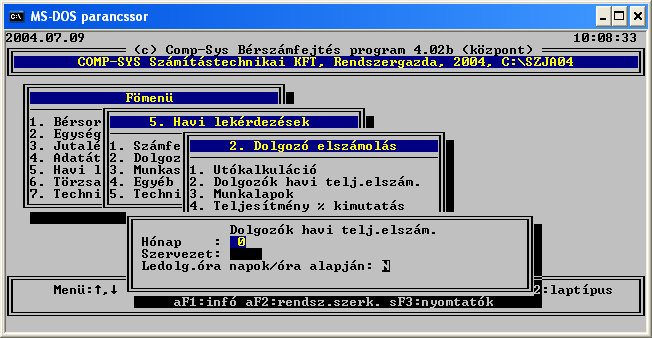 MS-DOS parancssor
2004.07.09 10:08:33
(c) Comp-Sys Bérszámfejtés program 4.02b (központ)
COMP-SYS Számítástechnikai KFT, Rendszergazda, 2004, C:\SZJA04
Fömenü
5. Havi lekérdezések
2. Dolgozó elszámolás
1. Bérsor
2. Egység
3. Jutalé
4. Adatát
5. Havi l
6. Törzsa
7. Techni
1. Számfe
2. Dolgoz
3. Munkas
4. Egyéb
5. Techni
1. Utókalkuláció
2. Dolgozók havi telj.elszám.
3. Munkalapok
4. Teljesítmény % kimutatás
Dolgozók havi telj.elszám.
Hónap : 0
Szervezet:
Ledolg.óra napok/óra alapján: N
Menü:↑,↓ 2:laptípus
aF1:infó aF2:rendsz.szerk. sF3:nyomtatók